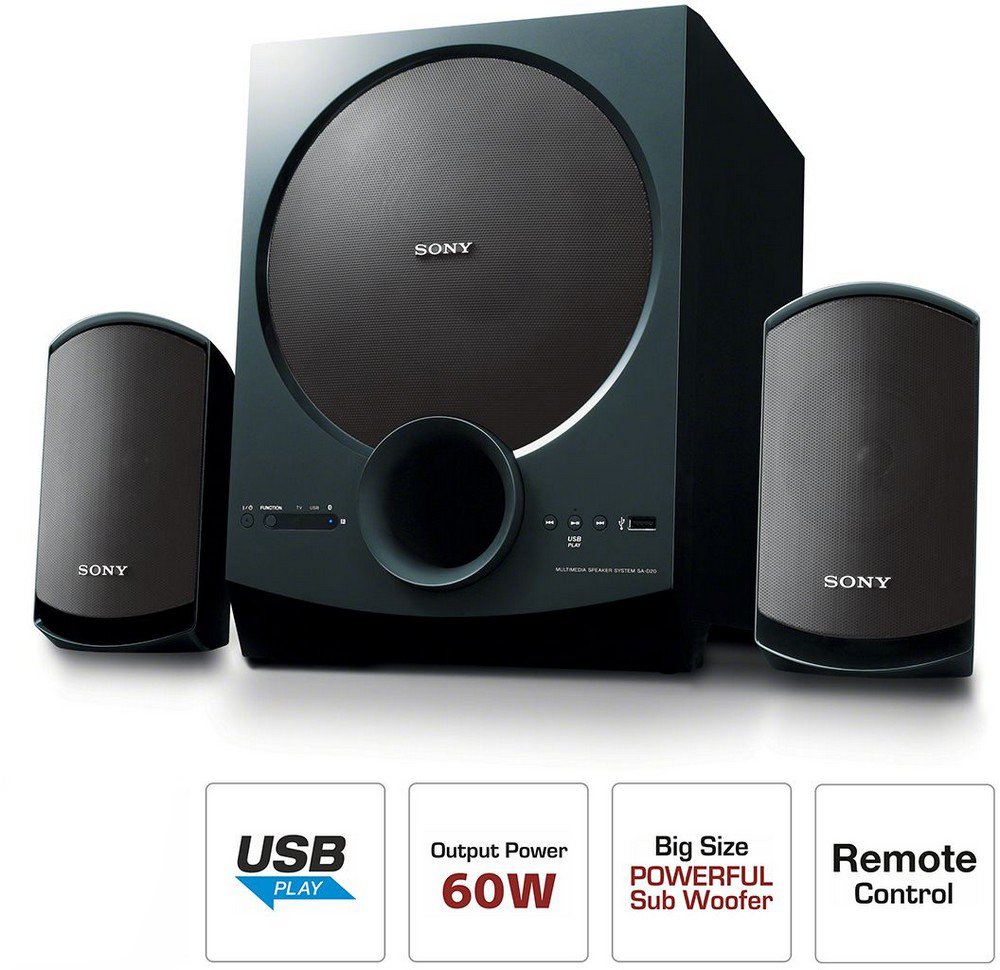 SONY
SONY
SONY
I/⏻ FUNCTION TV USB
USB
PLAY
MULTIMEDIA SPEAKER SYSTEM SA-D20
USB
PLAY
Output Power
60W
Big Size
POWERFUL
Sub Woofer
Remote
Control